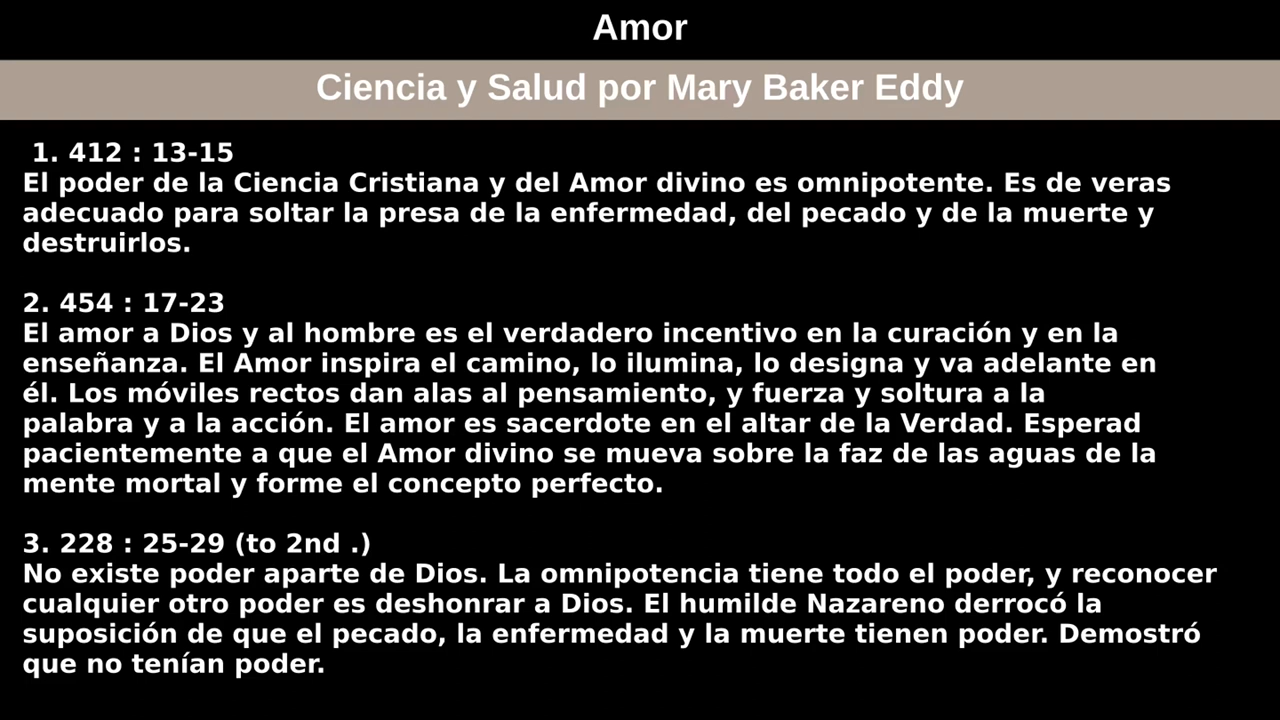 Amor
Ciencia y Salud por Mary Baker Eddy
1. 412 : 13-15
El poder de la Ciencia Cristiana y del Amor divino es omnipotente. Es de veras
adecuado para soltar la presa de la enfermedad, del pecado y de la muerte y
destruirlos.
2. 454 : 17-23
El amor a Dios y al hombre es el verdadero incentivo en la curación y en la
enseñanza. El Amor inspira el camino, lo ilumina, lo designa y va adelante en
él. Los móviles rectos dan alas al pensamiento, y fuerza y soltura a la
palabra y a la acción. El amor es sacerdote en el altar de la Verdad. Esperad
pacientemente a que el Amor divino se mueva sobre la faz de las aguas de la
mente mortal y forme el concepto perfecto.
3. 228 : 25-29 (to 2nd .)
No existe poder aparte de Dios. La omnipotencia tiene todo el poder, y reconocer
cualquier otro poder es deshonrar a Dios. El humilde Nazareno derrocó la
suposición de que el pecado, la enfermedad y la muerte tienen poder. Demostró
que no tenían poder.